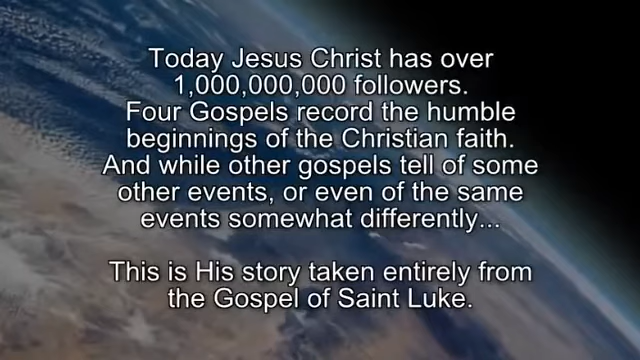 Today Jesus Christ has over
1,000,000,000 followers.
Four Gospels record the humble
beginnings of the Christian faith.
And while other gospels tell of some
other events, or even of the same
events somewhat differently...
This is His story taken entirely from
the Gospel of Saint Luke.